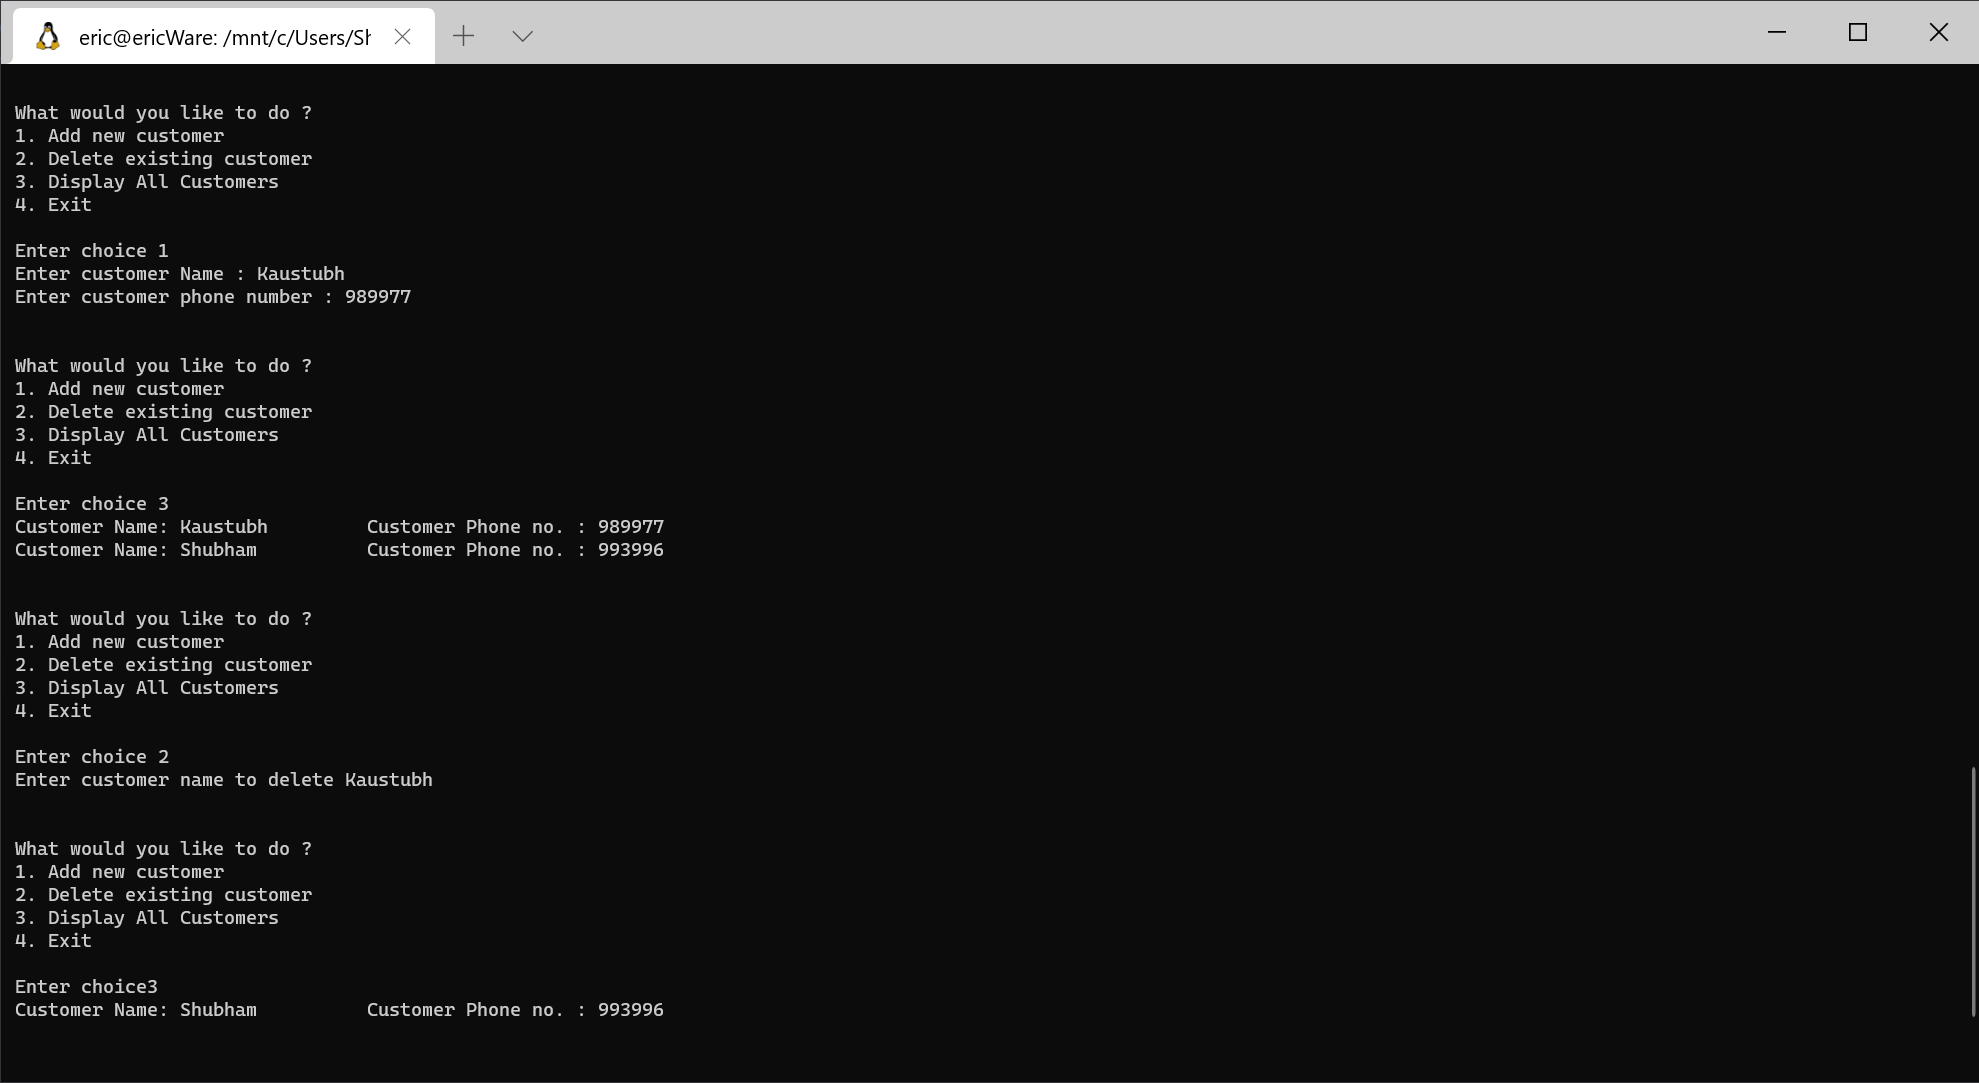 eric@ericWare: /mnt/c/Users/Sh
What would you like to do ?
1. Add new customer
2. Delete existing customer
3. Display All Customers
4. Exit
Enter choice 1
Enter customer Name : Kaustubh
Enter customer phone number : 989977
What would you like to do ?
1. Add new customer
2. Delete existing customer
3. Display All Customers
4. Exit
Enter choice 3
Customer Name: Kaustubh Customer Phone no. : 989977
Customer Name: Shubham Customer Phone no. : 993996
What would you like to do ?
1. Add new customer
2. Delete existing customer
3. Display All Customers
4. Exit
Enter choice 2
Enter customer name to delete Kaustubh
What would you like to do ?
1. Add new customer
2. Delete existing customer
3. Display All Customers
4. Exit
Enter choice3
Customer Name: Shubham Customer Phone no. : 993996